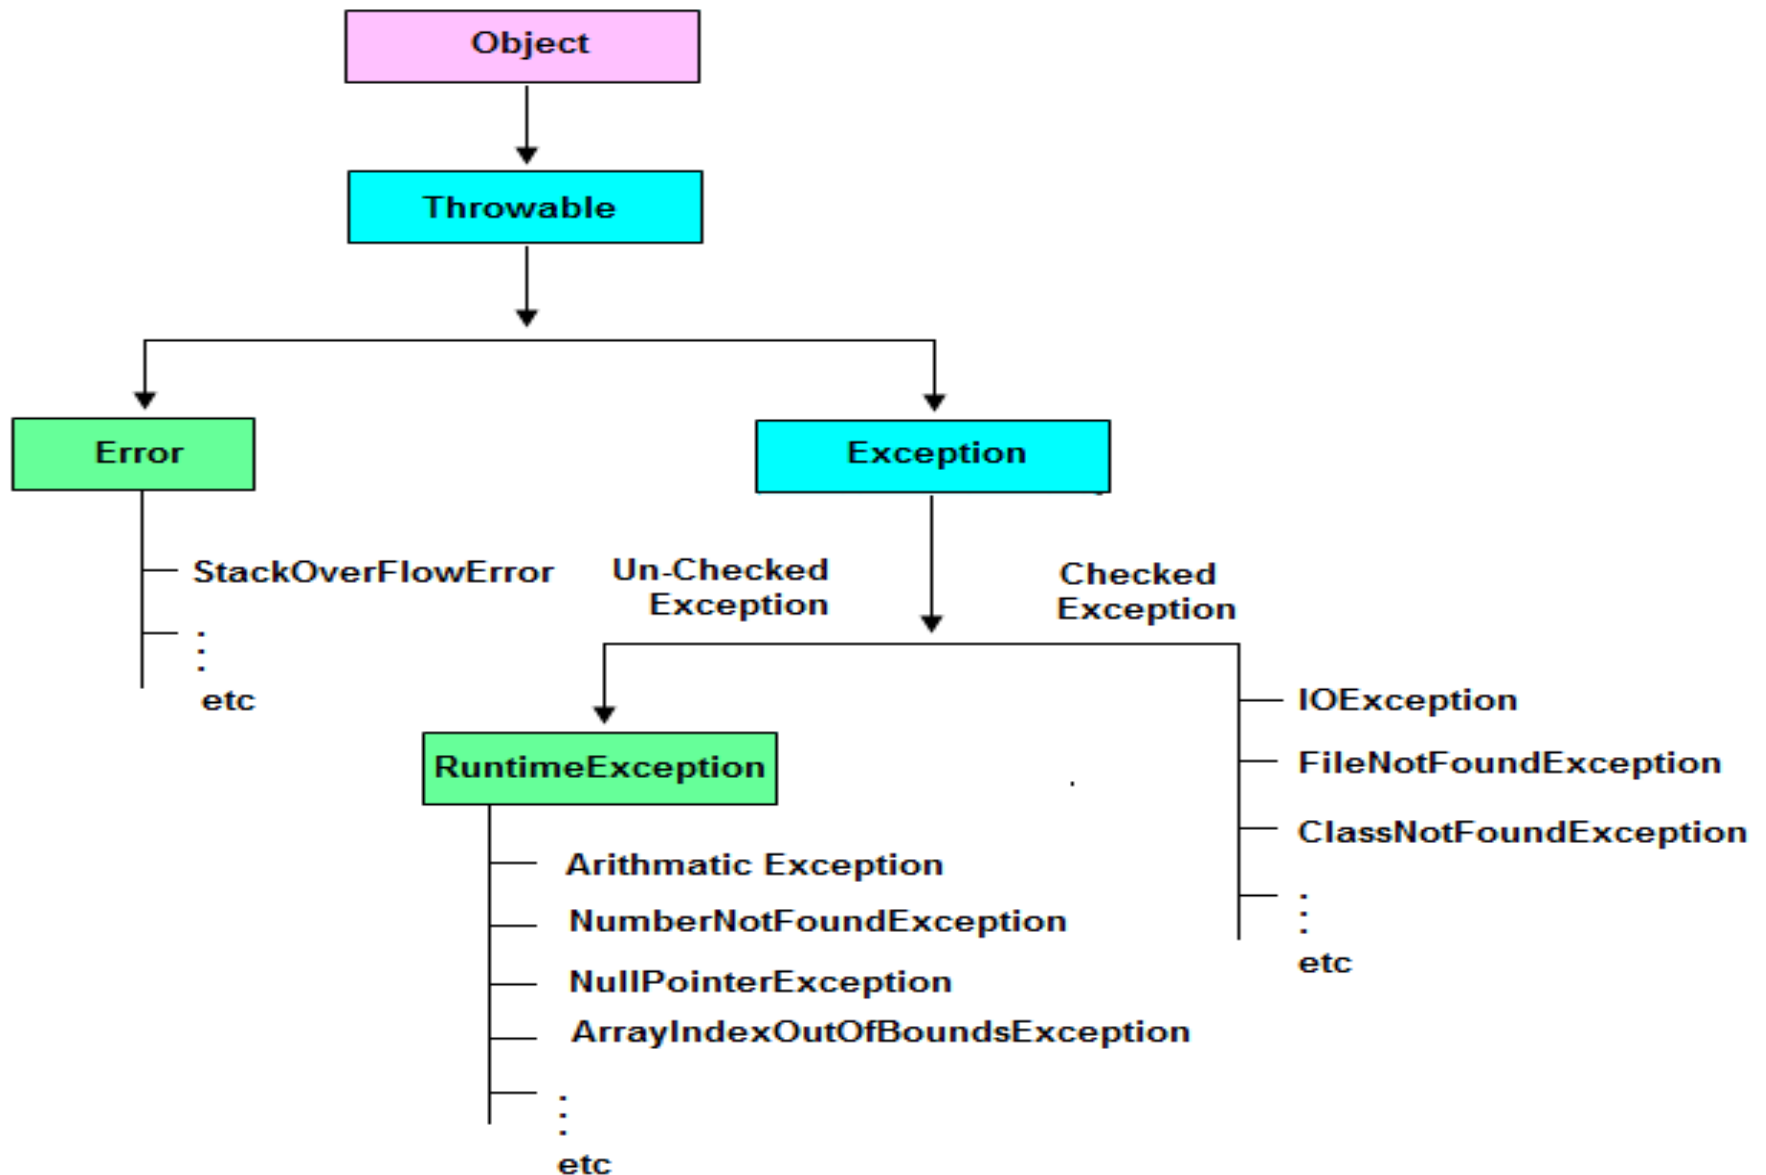 Object
Throwable
Error
Exception
StackOverFlowError
.
.
.
etc
Un-Checked
Exception
Checked
Exception
RuntimeException
Arithmatic Exception
NumberNotFoundException
NullPointerException
ArrayIndexOutOfBoundsException
.
.
.
etc
IOException
FileNotFoundException
ClassNotFoundException
.
.
.
etc